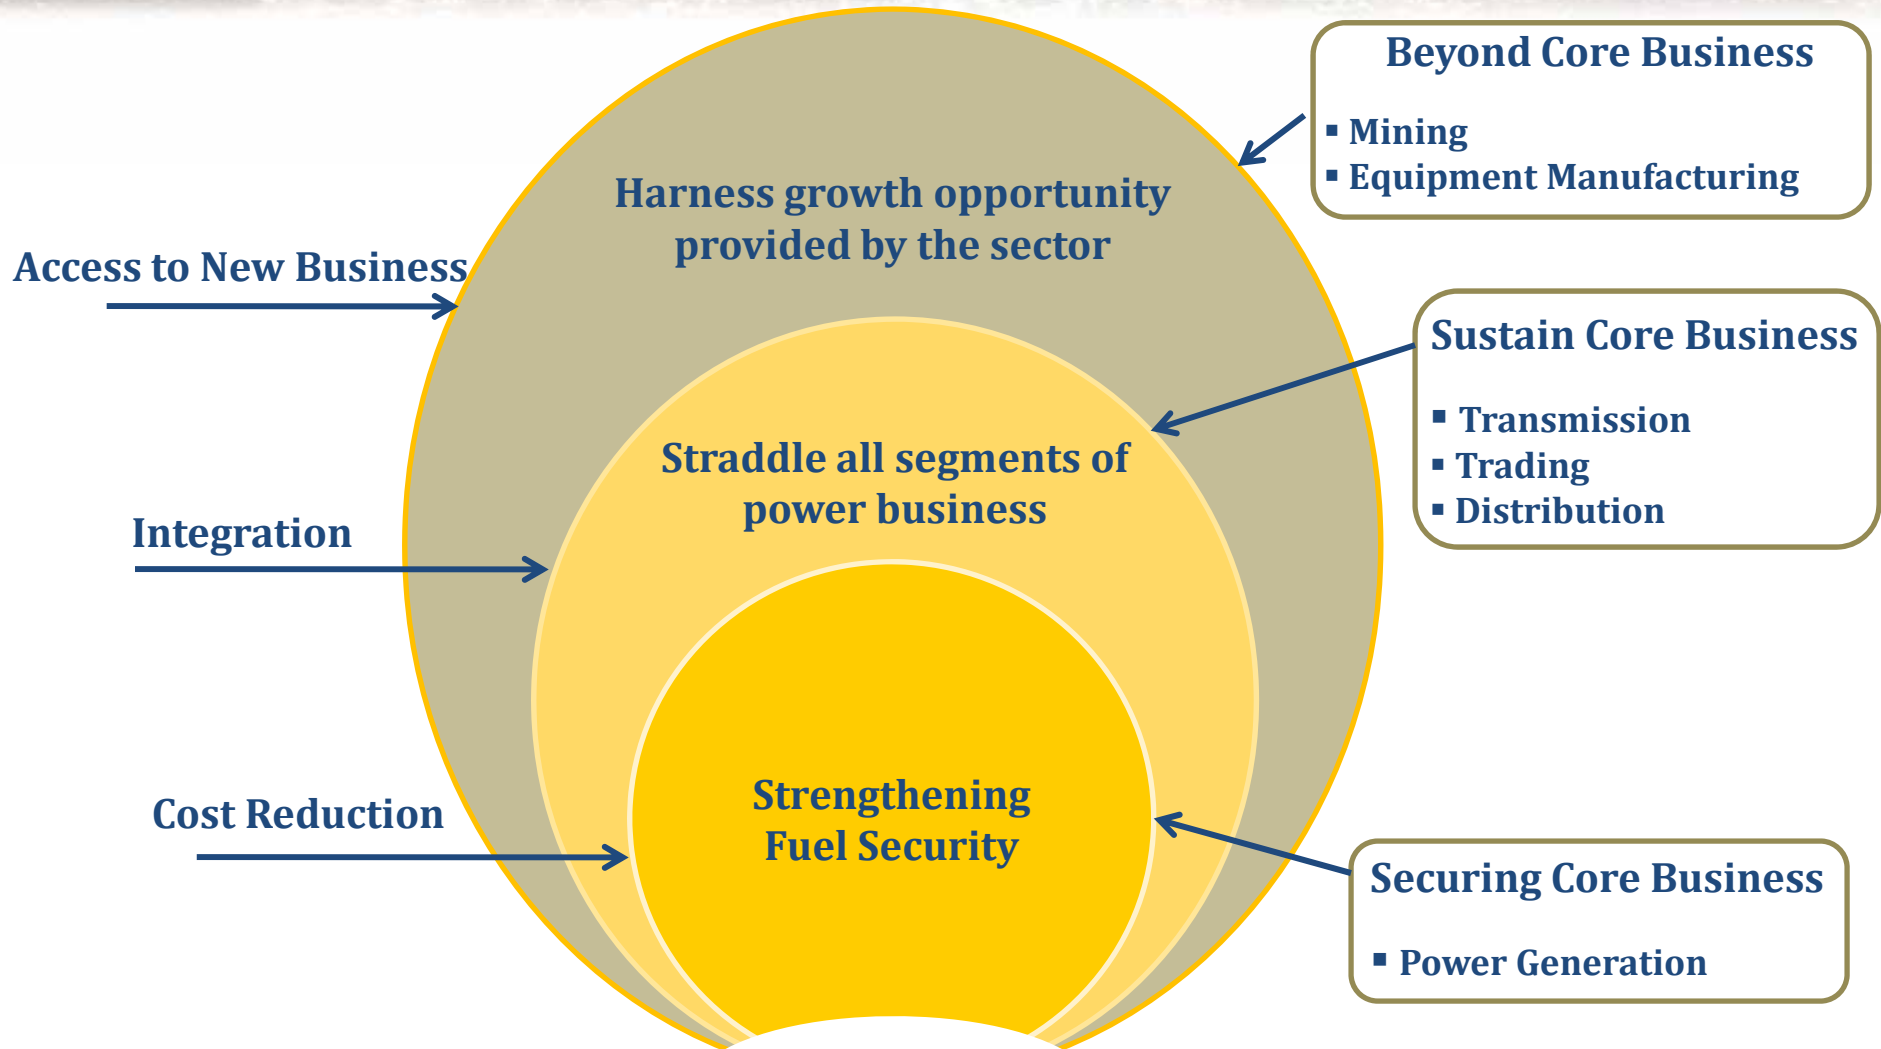 Beyond Core Business
▪ Mining
▪ Equipment Manufacturing
Harness growth opportunity
provided by the sector
Access to New Business
Sustain Core Business
▪ Transmission
▪ Trading
▪ Distribution
Straddle all segments of
power business
Integration
Strengthening
Fuel Security
Cost Reduction
Securing Core Business
▪ Power Generation